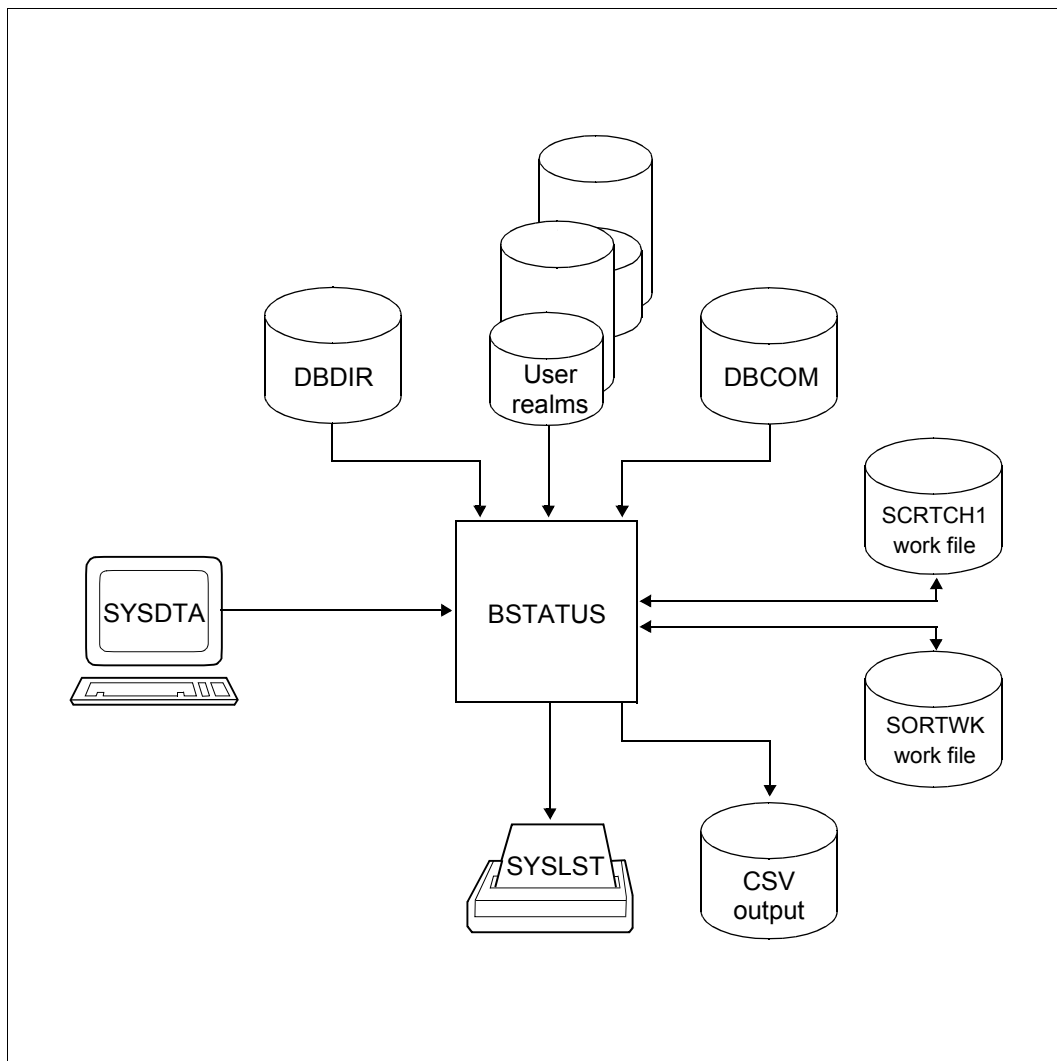 DBDIR
User
realms
DBCOM
SCRTCH1
work file
SYSDTA
BSTATUS
SORTWK
work file
SYSLST
CSV
output